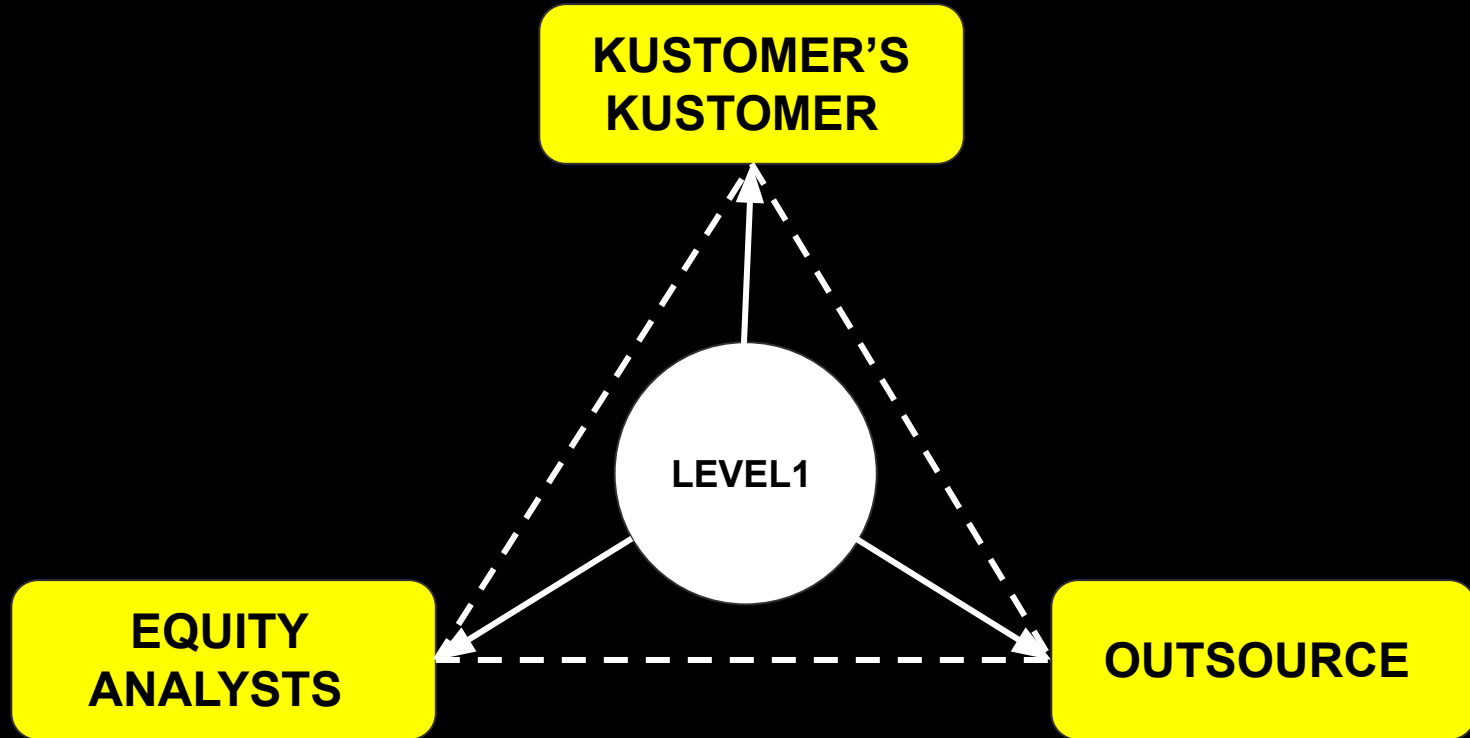 KUSTOMER’S
KUSTOMER
LEVEL1
EQUITY
ANALYSTS
OUTSOURCE